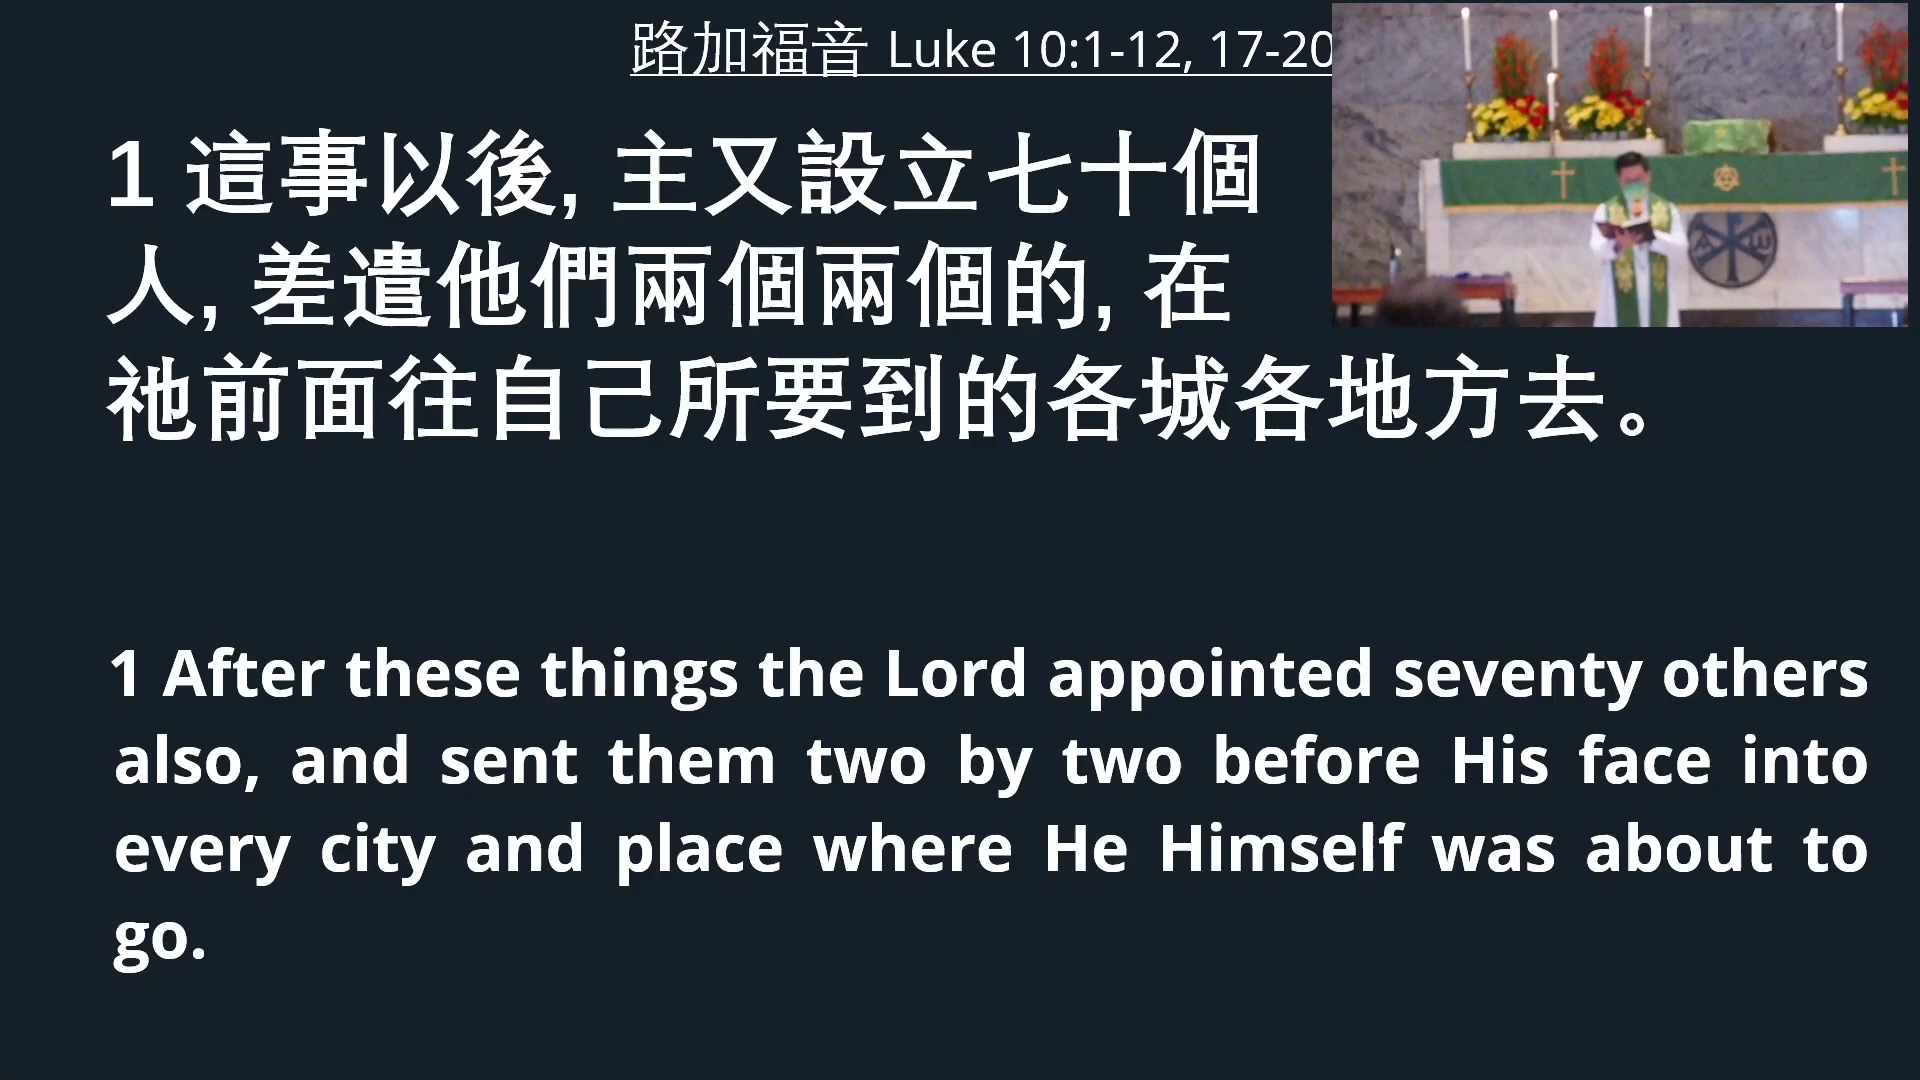 路加福音 Luke 10:1-12, 17-20
1 這事以後, 主又設立七十個
人, 差遣他們兩個兩個的, 在
祂前面往自己所要到的各城各地方去。
1 After these things the Lord appointed seventy others
also, and sent them two by two before His face into
every city and place where He Himself was about to
go.